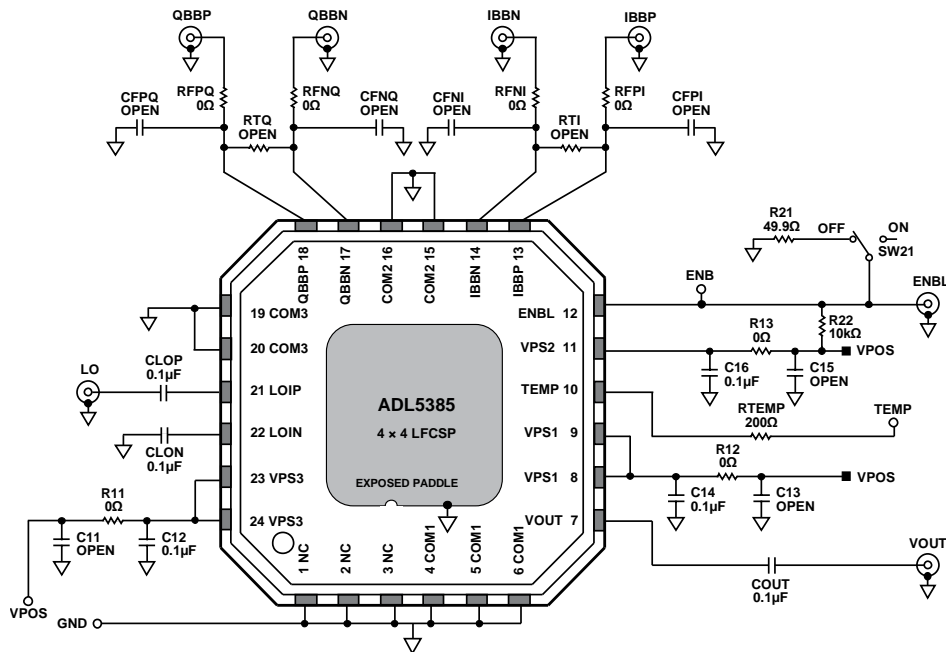 QBBP
QBBN
IBBN
IBBP
RFPQ
0Ω
RFNQ
0Ω
RFNI
0Ω
RFPI
0Ω
CFPQ
OPEN
RTQ
OPEN
CFNQ
OPEN
CFNI
OPEN
RTI
OPEN
CFPI
OPEN
QBBP 18
QBBN 17
COM2 16
COM2 15
IBBN 14
IBBP 13
R21
49.9Ω
OFF
ON
SW21
ENB
ENBL
19 COM3
ENBL 12
R22
10kΩ
R13
0Ω
20 COM3
VPS2 11
VPOS
C16
0.1µF
C15
OPEN
CLOP
0.1µF
LO
21 LOIP
ADL5385
TEMP 10
RTEMP
200Ω
TEMP
22 LOIN
4 × 4 LFCSP
VPS1 9
CLON
0.1µF
R12
0Ω
23 VPS3
EXPOSED PADDLE
VPS1 8
VPOS
R11
0Ω
C14
0.1µF
C13
OPEN
24 VPS3
VOUT 7
C11
OPEN
C12
0.1µF
VOUT
COUT
0.1µF
1 NC
2 NC
3 NC
4 COM1
5 COM1
6 COM1
VPOS
GND